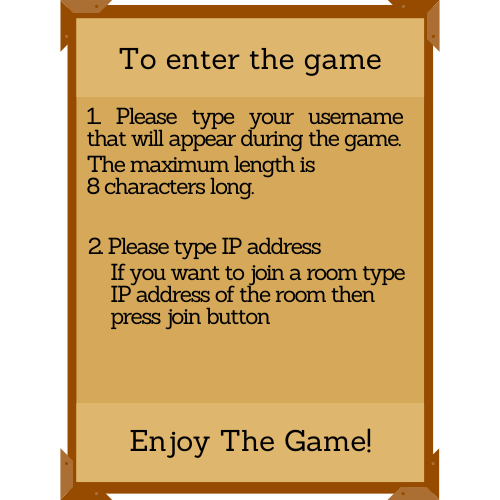 To enter the game
1. Please type your username
that will appear during the game.
The maximum length is
8 characters long.
2. Please type IP address
If you want to join a room type
IP address of the room then
press join button
Enjoy The Game!